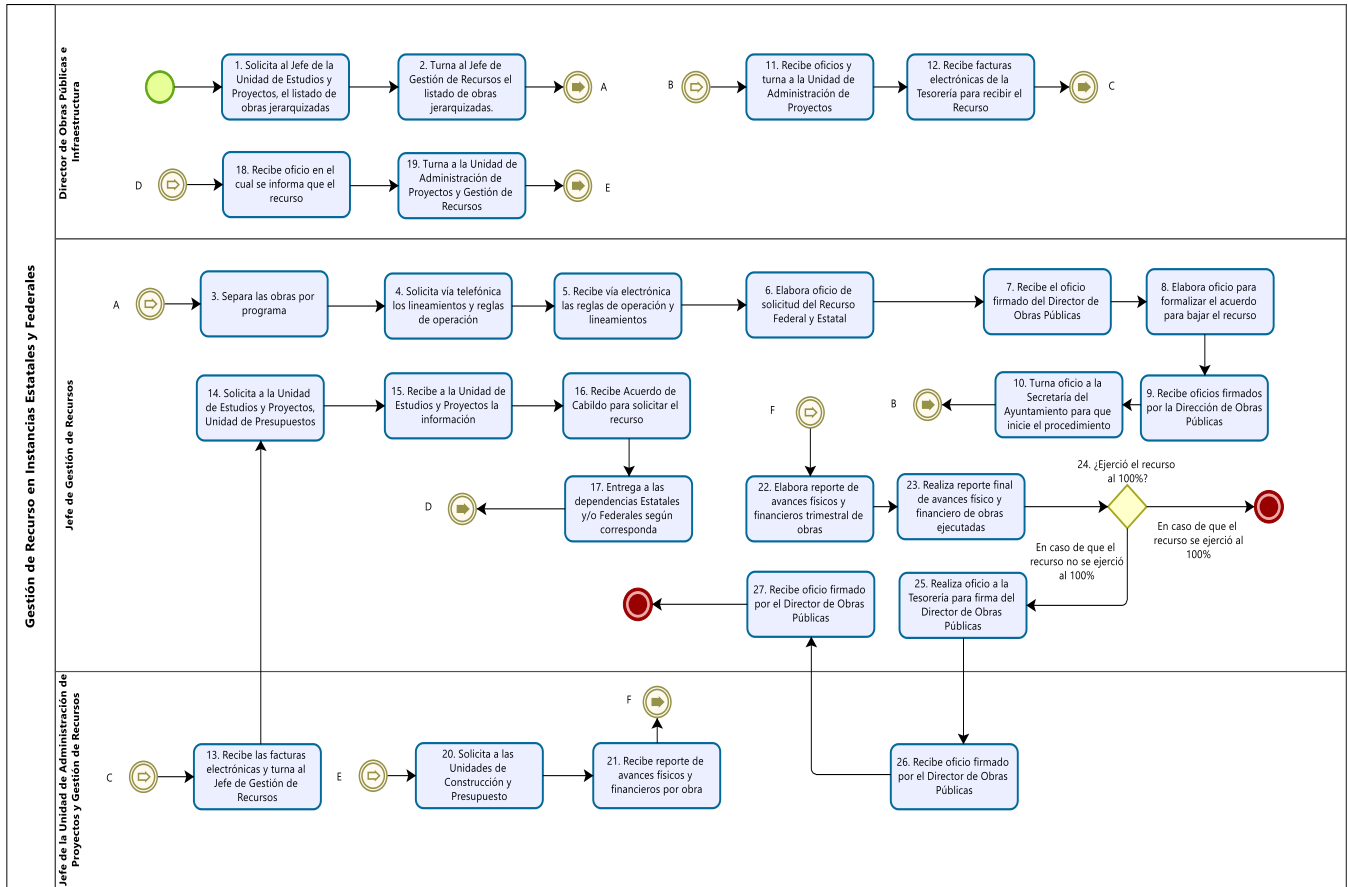 Gestión de Recurso en Instancias Estatales y Federales
Director de Obras Públicas e
Infraestructura
1. Solicita al Jefe de la
Unidad de Estudios y
Proyectos, el listado de
obras jerarquizadas
2. Turna al Jefe de
Gestión de Recursos el
listado de obras
jerarquizadas.
A
B
11. Recibe oficios y
turna a la Unidad de
Administración de
Proyectos
12. Recibe facturas
electrónicas de la
Tesorería para recibir el
Recurso
C
D
18. Recibe oficio en el
cual se informa que el
recurso
19. Turna a la Unidad de
Administración de
Proyectos y Gestión de
Recursos
E
Jefe de Gestión de Recursos
A
3. Separa las obras por
programa
4. Solicita vía telefónica
los lineamientos y reglas
de operación
5. Recibe vía electrónica
las reglas de operación y
lineamientos
6. Elabora oficio de
solicitud del Recurso
Federal y Estatal
7. Recibe el oficio
firmado del Director de
Obras Públicas
8. Elabora oficio para
formalizar el acuerdo
para bajar el recurso
14. Solicita a la Unidad
de Estudios y Proyectos,
Unidad de Presupuestos
15. Recibe a la Unidad de
Estudios y Proyectos la
información
16. Recibe Acuerdo de
Cabildo para solicitar el
recurso
F
B
10. Turna oficio a la
Secretaría del
Ayuntamiento para que
inicie el procedimiento
9. Recibe oficios firmados
por la Dirección de Obras
Públicas
D
17. Entrega a las
dependencias Estatales
y/o Federales según
corresponda
22. Elabora reporte de
avances físicos y
financieros trimestral de
obras
23. Realiza reporte final
de avances físico y
financiero de obras
ejecutadas
24. ¿Ejerció el recurso
al 100%?
En caso de que el
recurso se ejerció al
100%
En caso de que el
recurso no se ejerció
al 100%
27. Recibe oficio firmado
por el Director de Obras
Públicas
25. Realiza oficio a la
Tesoreria para firma del
Director de Obras
Públicas
Jefe de la Unidad de Administración de
Proyectos y Gestión de Recursos
F
C
13. Recibe las facturas
electrónicas y turna al
Jefe de Gestión de
Recursos
E
20. Solicita a las
Unidades de
Construcción y
Presupuesto
21. Recibe reporte de
avances físicos y
financieros por obra
26. Recibe oficio firmado
por el Director de Obras
Públicas